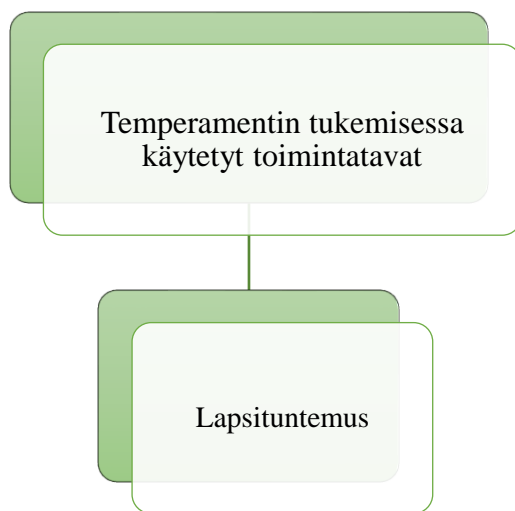 Temperamentin tukemisessa
käytetyt toimintatavat
Lapsituntemus